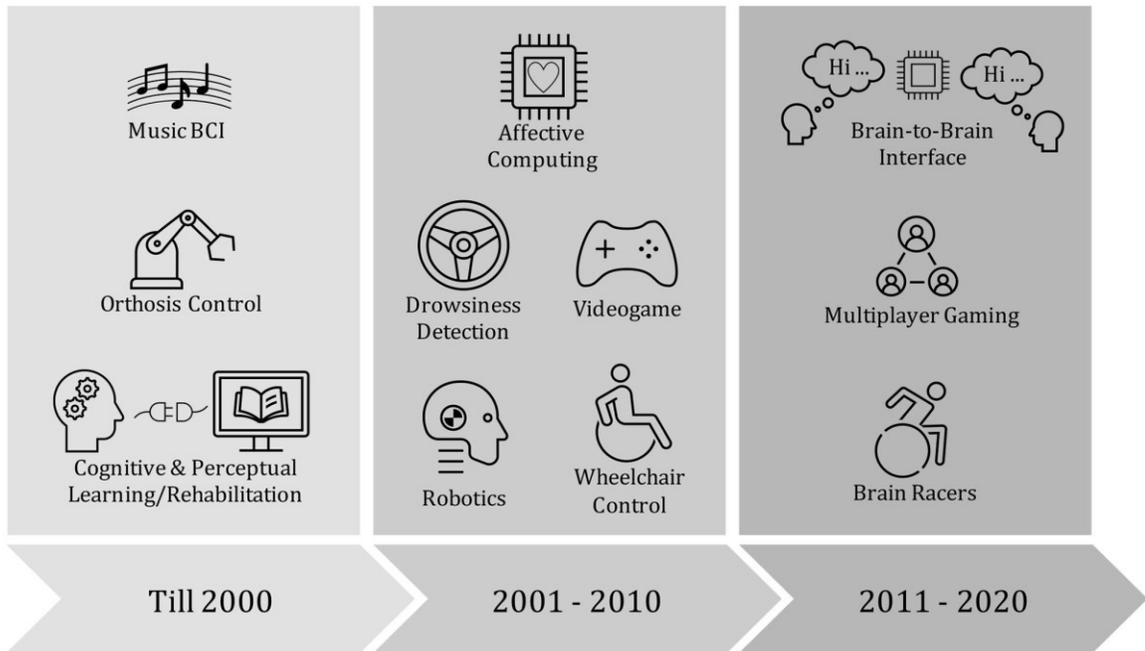 Music BCI
Orthosis Control
Cognitive & Perceptual
Learning/Rehabilitation
Affective
Computing
Drowsiness
Detection
Videogame
Robotics
Wheelchair
Control
Hi ...
Hi ...
Brain-to-Brain
Interface
Multiplayer Gaming
Brain Racers
Till 2000
2001 - 2010
2011 - 2020